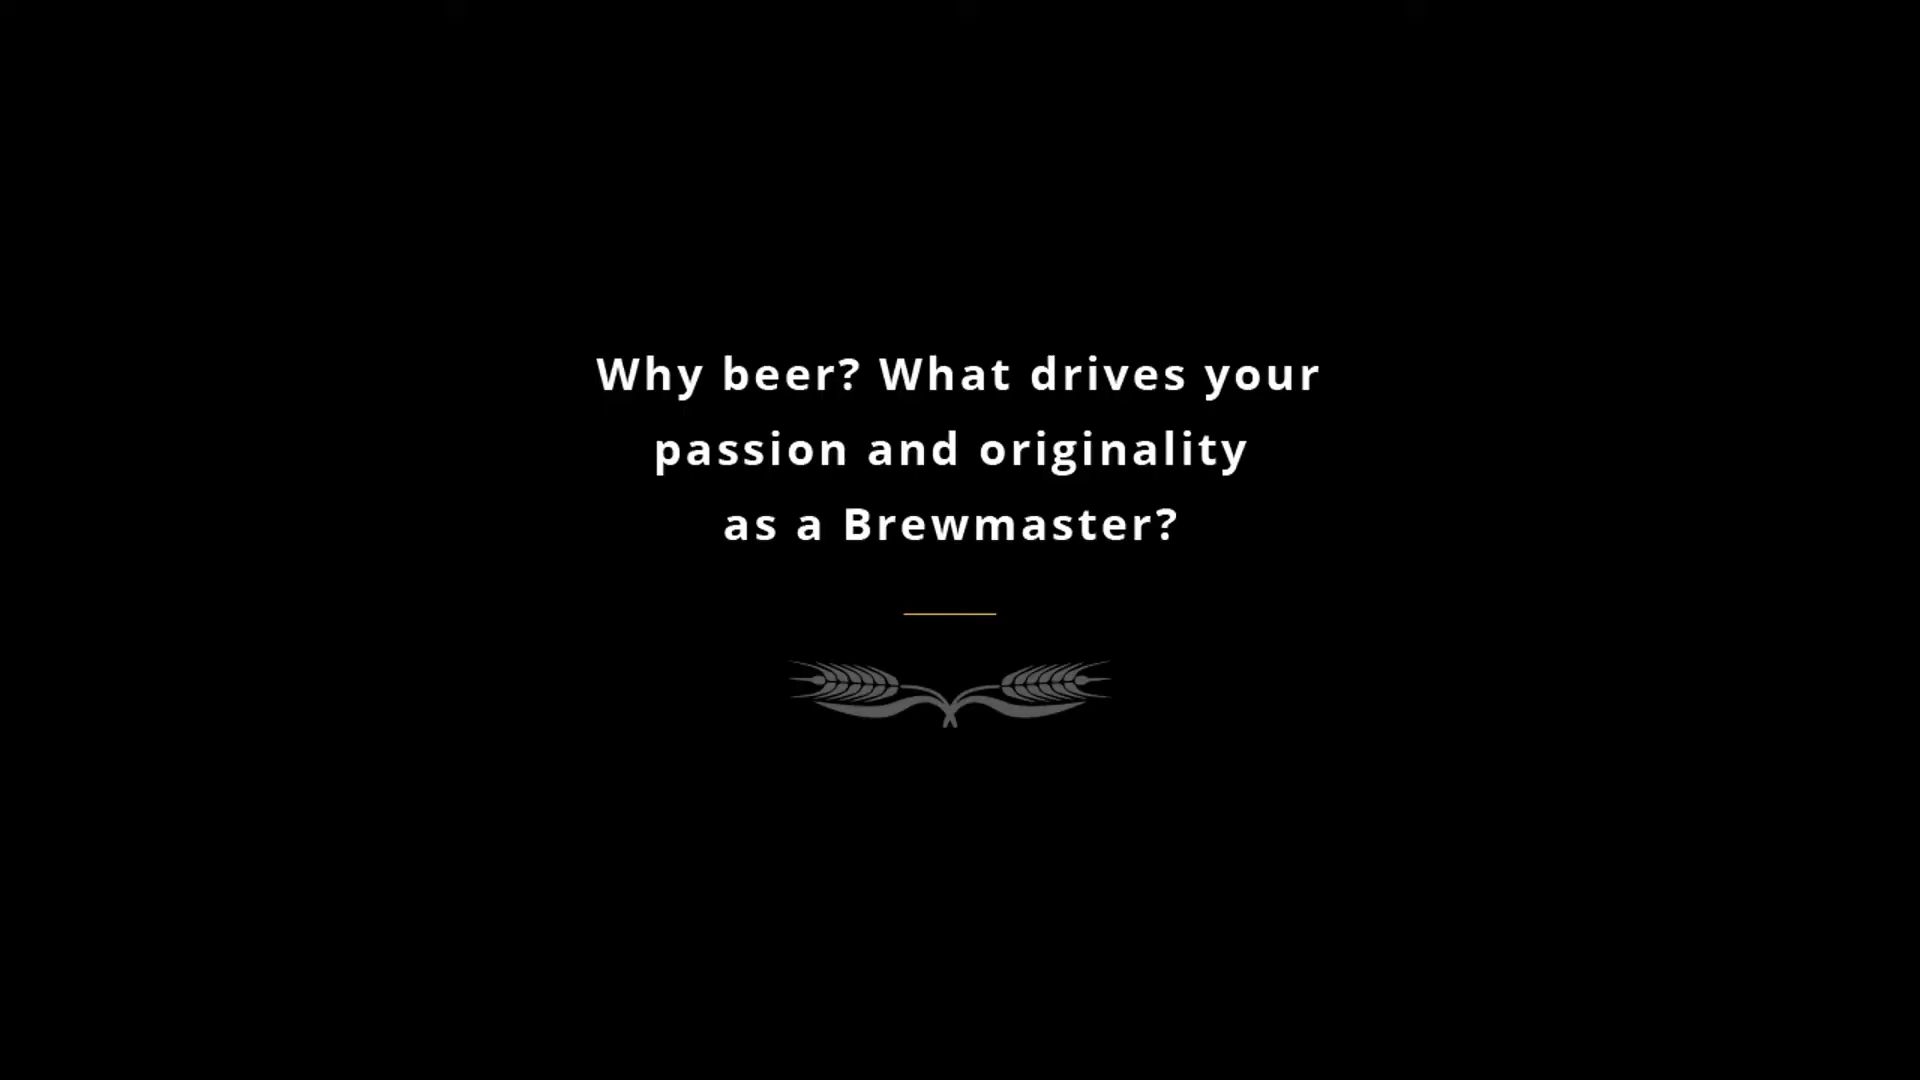 Why beer? What drives your
passion and originality
as a Brewmaster?